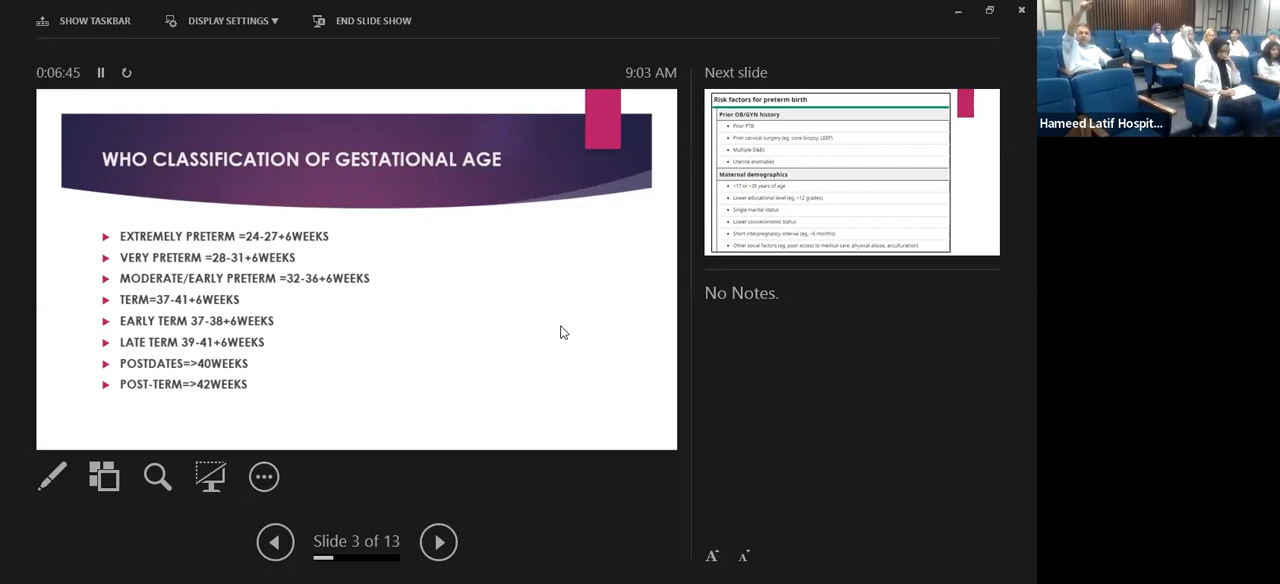 SHOW TASKBAR
DISPLAY SETTINGS ▼
END SLIDE SHOW
0:06:45
9:03 AM
WHO CLASSIFICATION OF GESTATIONAL AGE
EXTREMELY PRETERM =24-27+6WEEKS
VERY PRETERM =28-31+6WEEKS
MODERATE/EARLY PRETERM =32-36+6WEEKS
TERM=37-41+6WEEKS
EARLY TERM 37-38+6WEEKS
LATE TERM 39-41+6WEEKS
POSTDATES=>40WEEKS
POST-TERM=>42WEEKS
Slide 3 of 13
Next slide
Risk factors for preterm birth
Prior OB/GYN history
Prior PTB
Prior cervical surgery (eg, cone biopsy, LEEP)
Multiple D&Es
Uterine anomalies
Maternal demographics
<17 or >35 years of age
Lower educational level (eg, <12 grades)
Single marital status
Lower socioeconomic status
Short interpregnancy interval (eg, <6 months)
Other social factors (eg, poor access to medical care, physical abuse, acculturation)
No Notes.
A A
Hameed Latif Hospit...